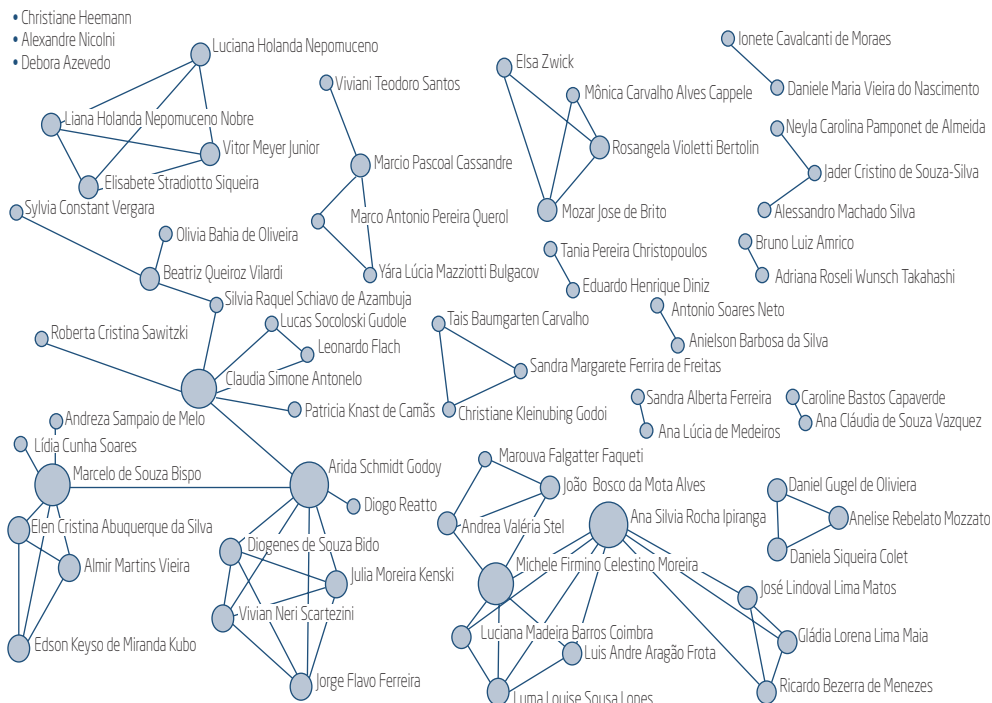 • Christiane Heemann
• Alexandre Nicolni
• Debora Azevedo
Luciana Holanda Nepomuceno
Liana Holanda Nepomuceno Nobre
Vitor Meyer Junior
Elisabete Stradiotto Siqueira
Viviani Teodoro Santos
Marcio Pascoal Cassandre
Marco Antonio Pereira Querol
Yára Lúcia Mazziotti Bulgacov
Elsa Zwick
Mônica Carvalho Alves Cappele
Rosangela Violetti Bertolin
Mozar Jose de Brito
Ionete Cavalcanti de Moraes
Daniele Maria Vieira do Nascimento
Neyla Carolina Pamponet de Almeida
Jader Cristino de Souza-Silva
Alessandro Machado Silva
Sylvia Constant Vergara
Olivia Bahia de Oliveira
Beatriz Queiroz Vilardi
Silvia Raquel Schiavo de Azambuja
Tania Pereira Christopoulos
Eduardo Henrique Diniz
Bruno Luiz Amrico
Adriana Roseli Wunsch Takahashi
Antonio Soares Neto
Anielson Barbosa da Silva
Roberta Cristina Sawitzki
Lucas Socoloski Gudole
Leonardo Flach
Claudia Simone Antonelo
Patricia Knast de Camãs
Tais Baumgarten Carvalho
Sandra Margarete Ferrira de Freitas
Christiane Kleinubing Godoi
Sandra Alberta Ferreira
Ana Lúcia de Medeiros
Caroline Bastos Capaverde
Ana Cláudia de Souza Vazquez
Andreza Sampaio de Melo
Lídia Cunha Soares
Marcelo de Souza Bispo
Arida Schmidt Godoy
Diogo Reatto
Elen Cristina Abuquerque da Silva
Almir Martins Vieira
Edson Keyso de Miranda Kubo
Diogenes de Souza Bido
Julia Moreira Kenski
Vivian Neri Scartezini
Jorge Flavo Ferreira
Marouva Falgatter Faqueti
João Bosco da Mota Alves
Andrea Valéria Stel
Ana Silvia Rocha Ipiranga
Michele Firmino Celestino Moreira
Luciana Madeira Barros Coimbra
Luis Andre Aragão Frota
Luma Louise Sousa Lopes
Daniel Gugel de Oliviera
Anelise Rebelato Mozzato
Daniela Siqueira Colet
José Lindoval Lima Matos
Gládia Lorena Lima Maia
Ricardo Bezerra de Menezes